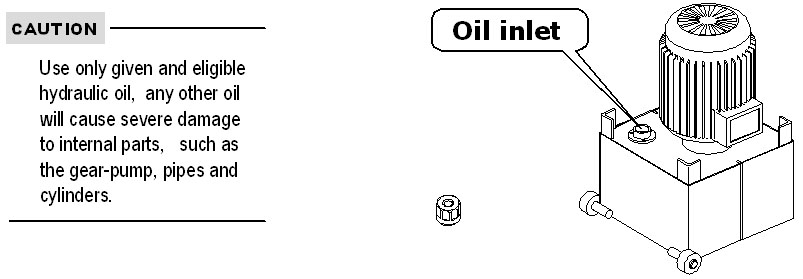 CAUTION
Use only given and eligible
hydraulic oil, any other oil
will cause severe damage
to internal parts, such as
the gear-pump, pipes and
cylinders.
Oil inlet